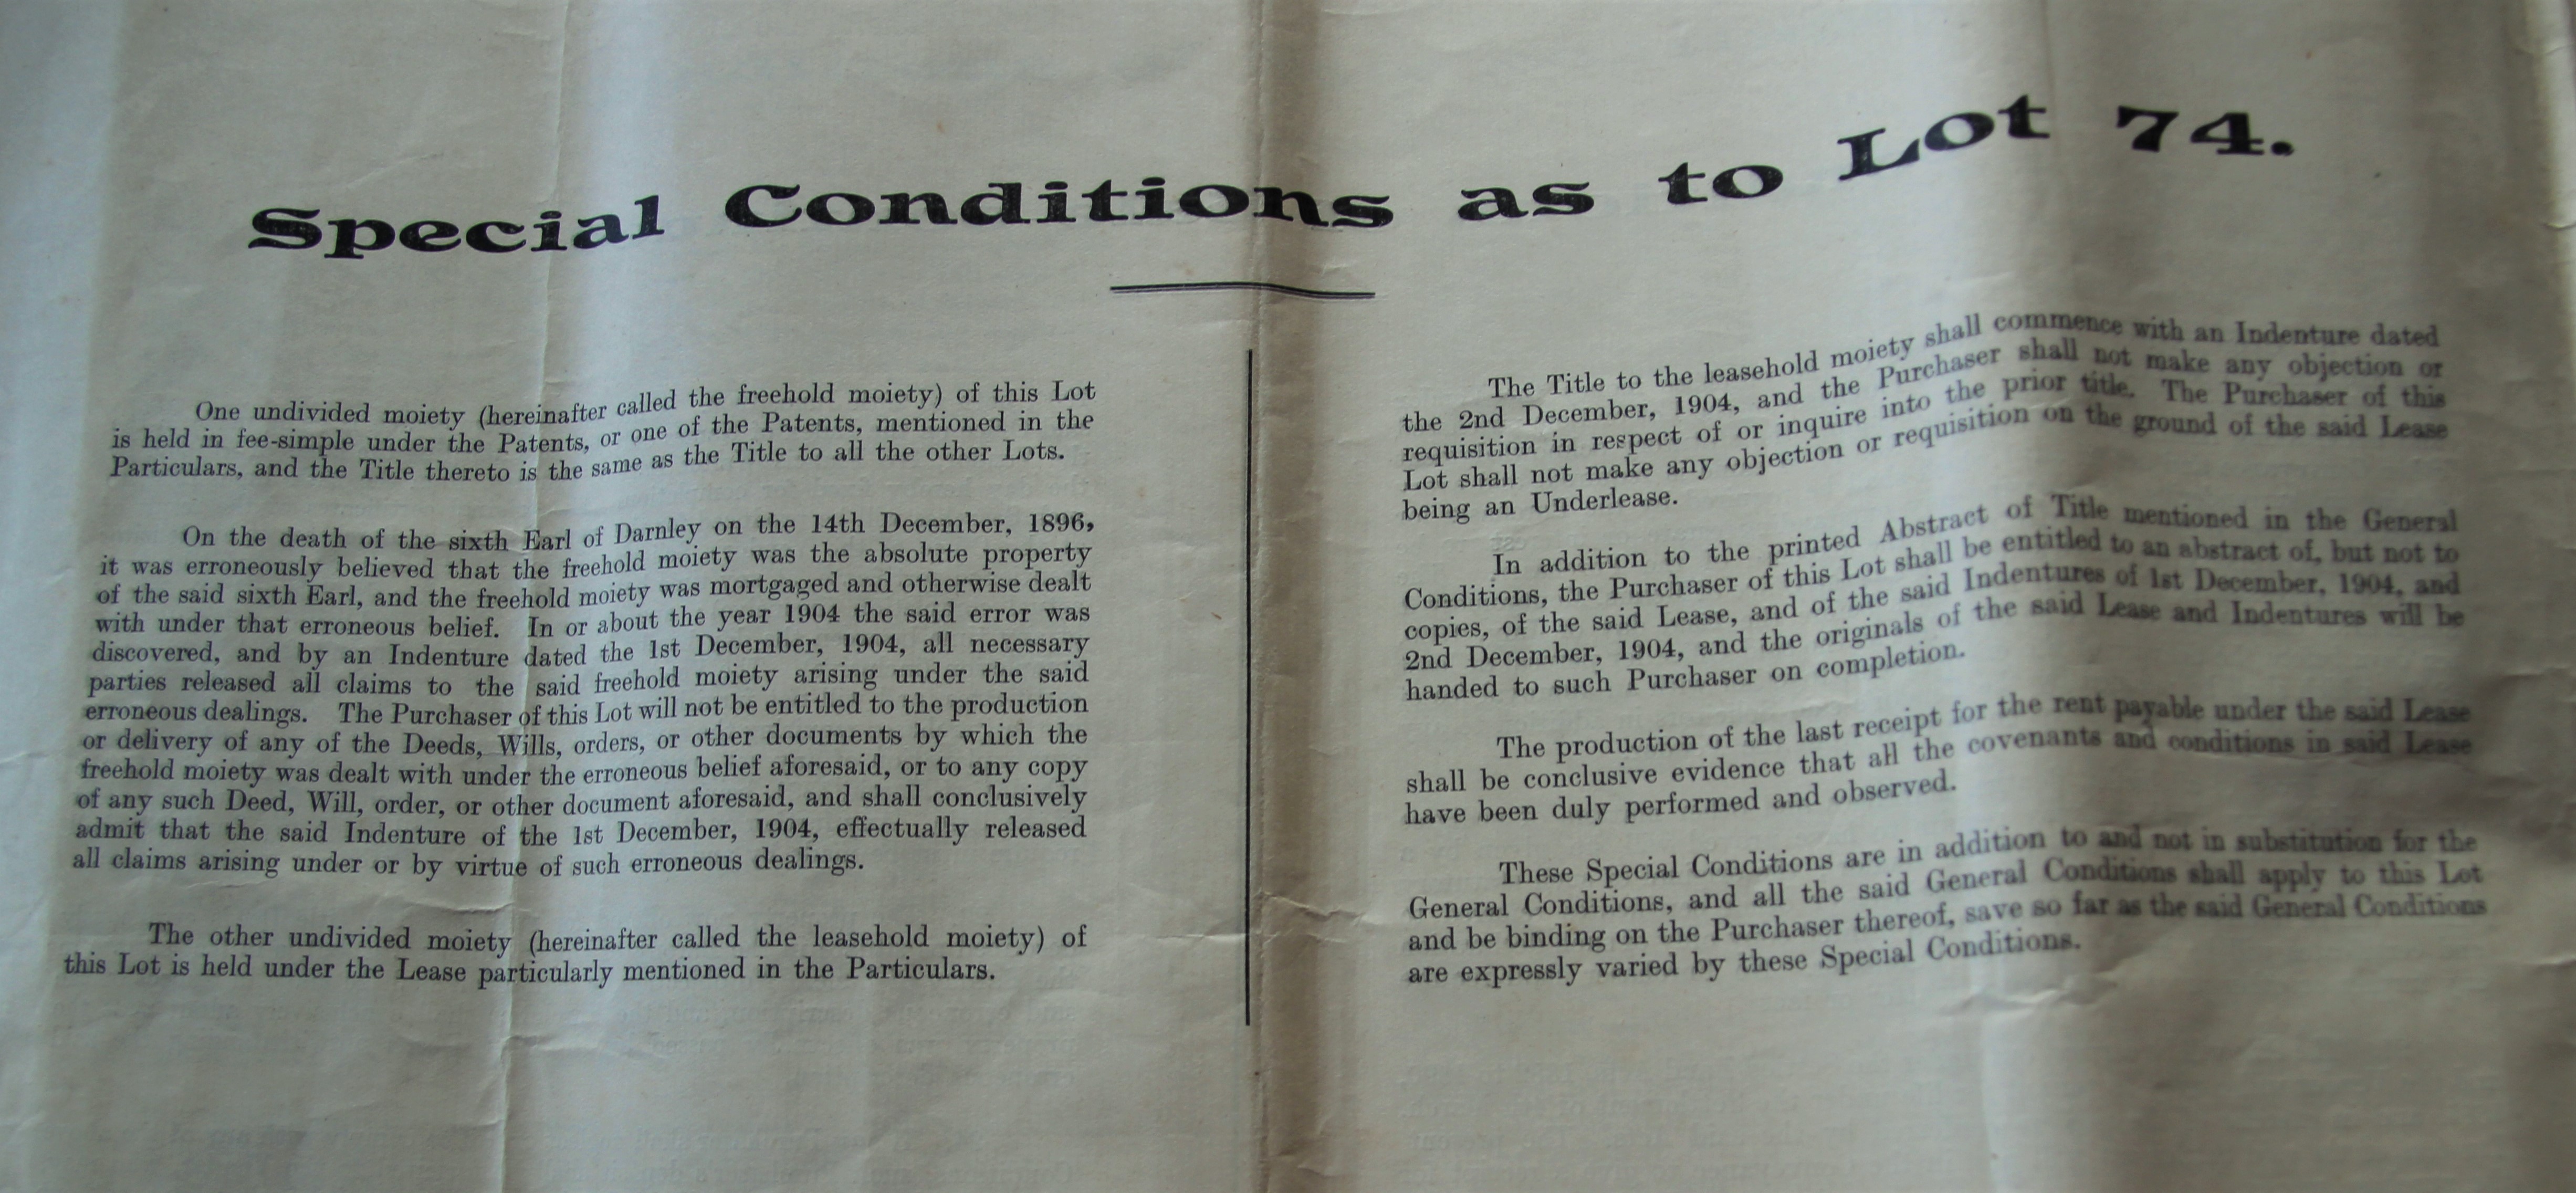 Special Conditions as to Lot 74.
One undivided moiety (hereinafter called the freehold moiety) of this Lot
is held in fee-simple under the Patents, or one of the Patents, mentioned in the
Particulars, and the Title thereto is the same as the Title to all the other Lots.
On the death of the sixth Earl of Darnley on the 14th December, 1896,
it was erroneously believed that the freehold moiety was the absolute property
of the said sixth Earl, and the freehold moiety was mortgaged and otherwise dealt
with under that erroneous belief. In or about the year 1904 the said error was
discovered, and by an Indenture dated the 1st December, 1904, all necessary
parties released all claims to the said freehold moiety arising under the said
erroneous dealings. The Purchaser of this Lot will not be entitled to the production
or delivery of any of the Deeds, Wills, orders, or other documents by which the
freehold moiety was dealt with under the erroneous belief aforesaid, or to any copy
of any such Deed, Will, order, or other document aforesaid, and shall conclusively
admit that the said Indenture of the 1st December, 1904, effectually released
all claims arising under or by virtue of such erroneous dealings.
The other undivided moiety (hereinafter called the leasehold moiety) of
this Lot is held under the Lease particularly mentioned in the Particulars.
The Title to the leasehold moiety shall commence with an Indenture dated
the 2nd December, 1904, and the Purchaser shall not make any objection or
requisition in respect of or inquire into the prior title. The Purchaser of this
Lot shall not make any objection or requisition on the ground of the said Lease
being an Underlease.
In addition to the printed Abstract of Title mentioned in the General
Conditions, the Purchaser of this Lot shall be entitled to an abstract of, but not to
copies, of the said Lease, and of the said Indentures of 1st December, 1904, and
2nd December, 1904, and the originals of the said Lease and Indentures will be
handed to such Purchaser on completion.
The production of the last receipt for the rent payable under the said Lease
shall be conclusive evidence that all the covenants and conditions in said Lease
have been duly performed and observed.
These Special Conditions are in addition to and not in substitution for the
General Conditions, and all the said General Conditions shall apply to this Lot
and be binding on the Purchaser thereof, save so far as the said General Conditions
are expressly varied by these Special Conditions.